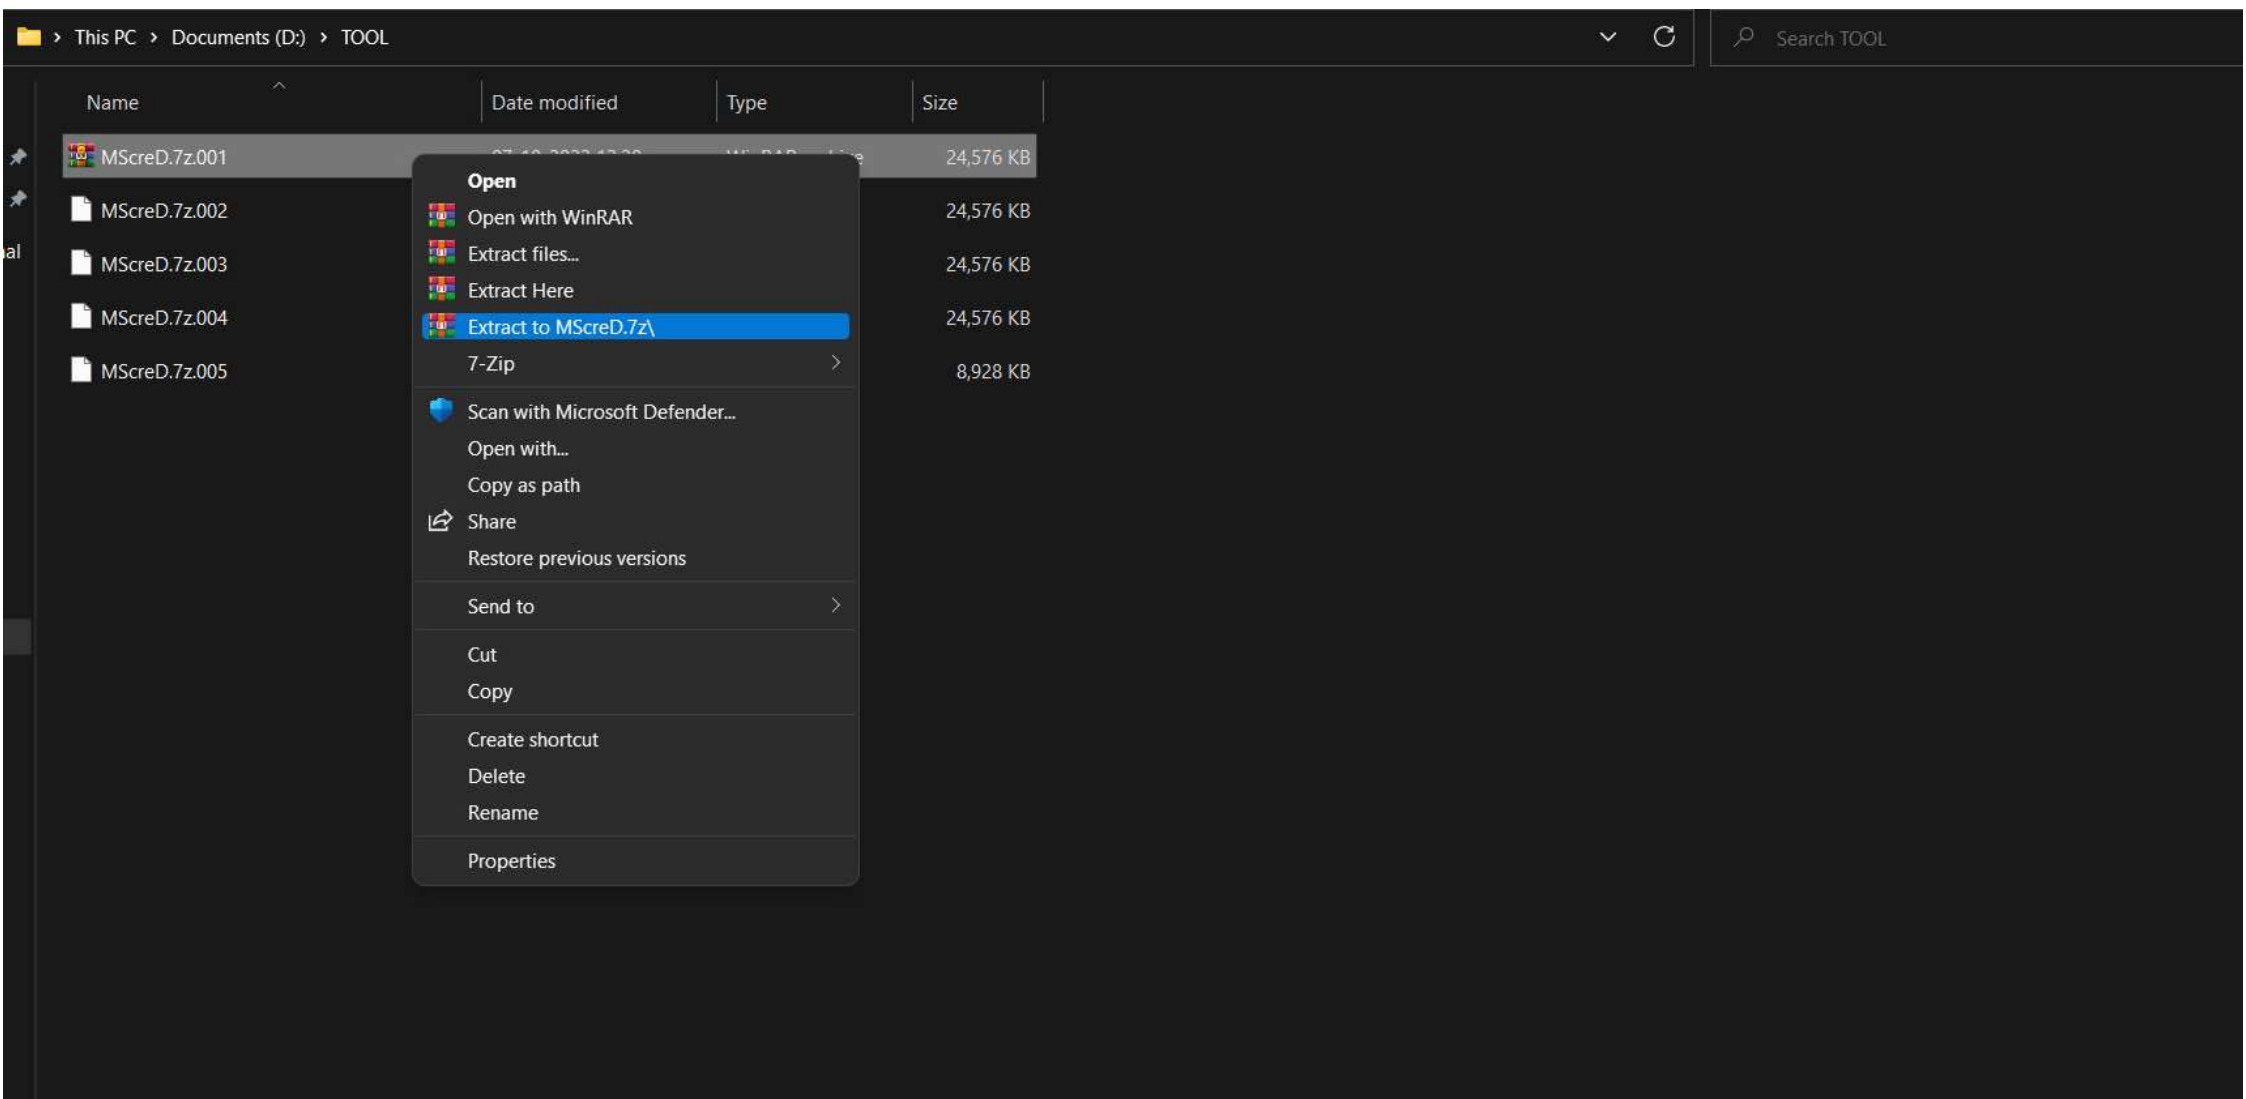 This PC > Documents (D:) > TOOL
Search TOOL
Name Date modified Type Size
MScreD.7z.001 24,576 KB
MScreD.7z.002 24,576 KB
MScreD.7z.003 24,576 KB
MScreD.7z.004 24,576 KB
MScreD.7z.005 8,928 KB
al
Open
Open with WinRAR
Extract files...
Extract Here
Extract to MScreD.7z\
7-Zip
Scan with Microsoft Defender...
Open with...
Copy as path
Share
Restore previous versions
Send to
Cut
Copy
Create shortcut
Delete
Rename
Properties